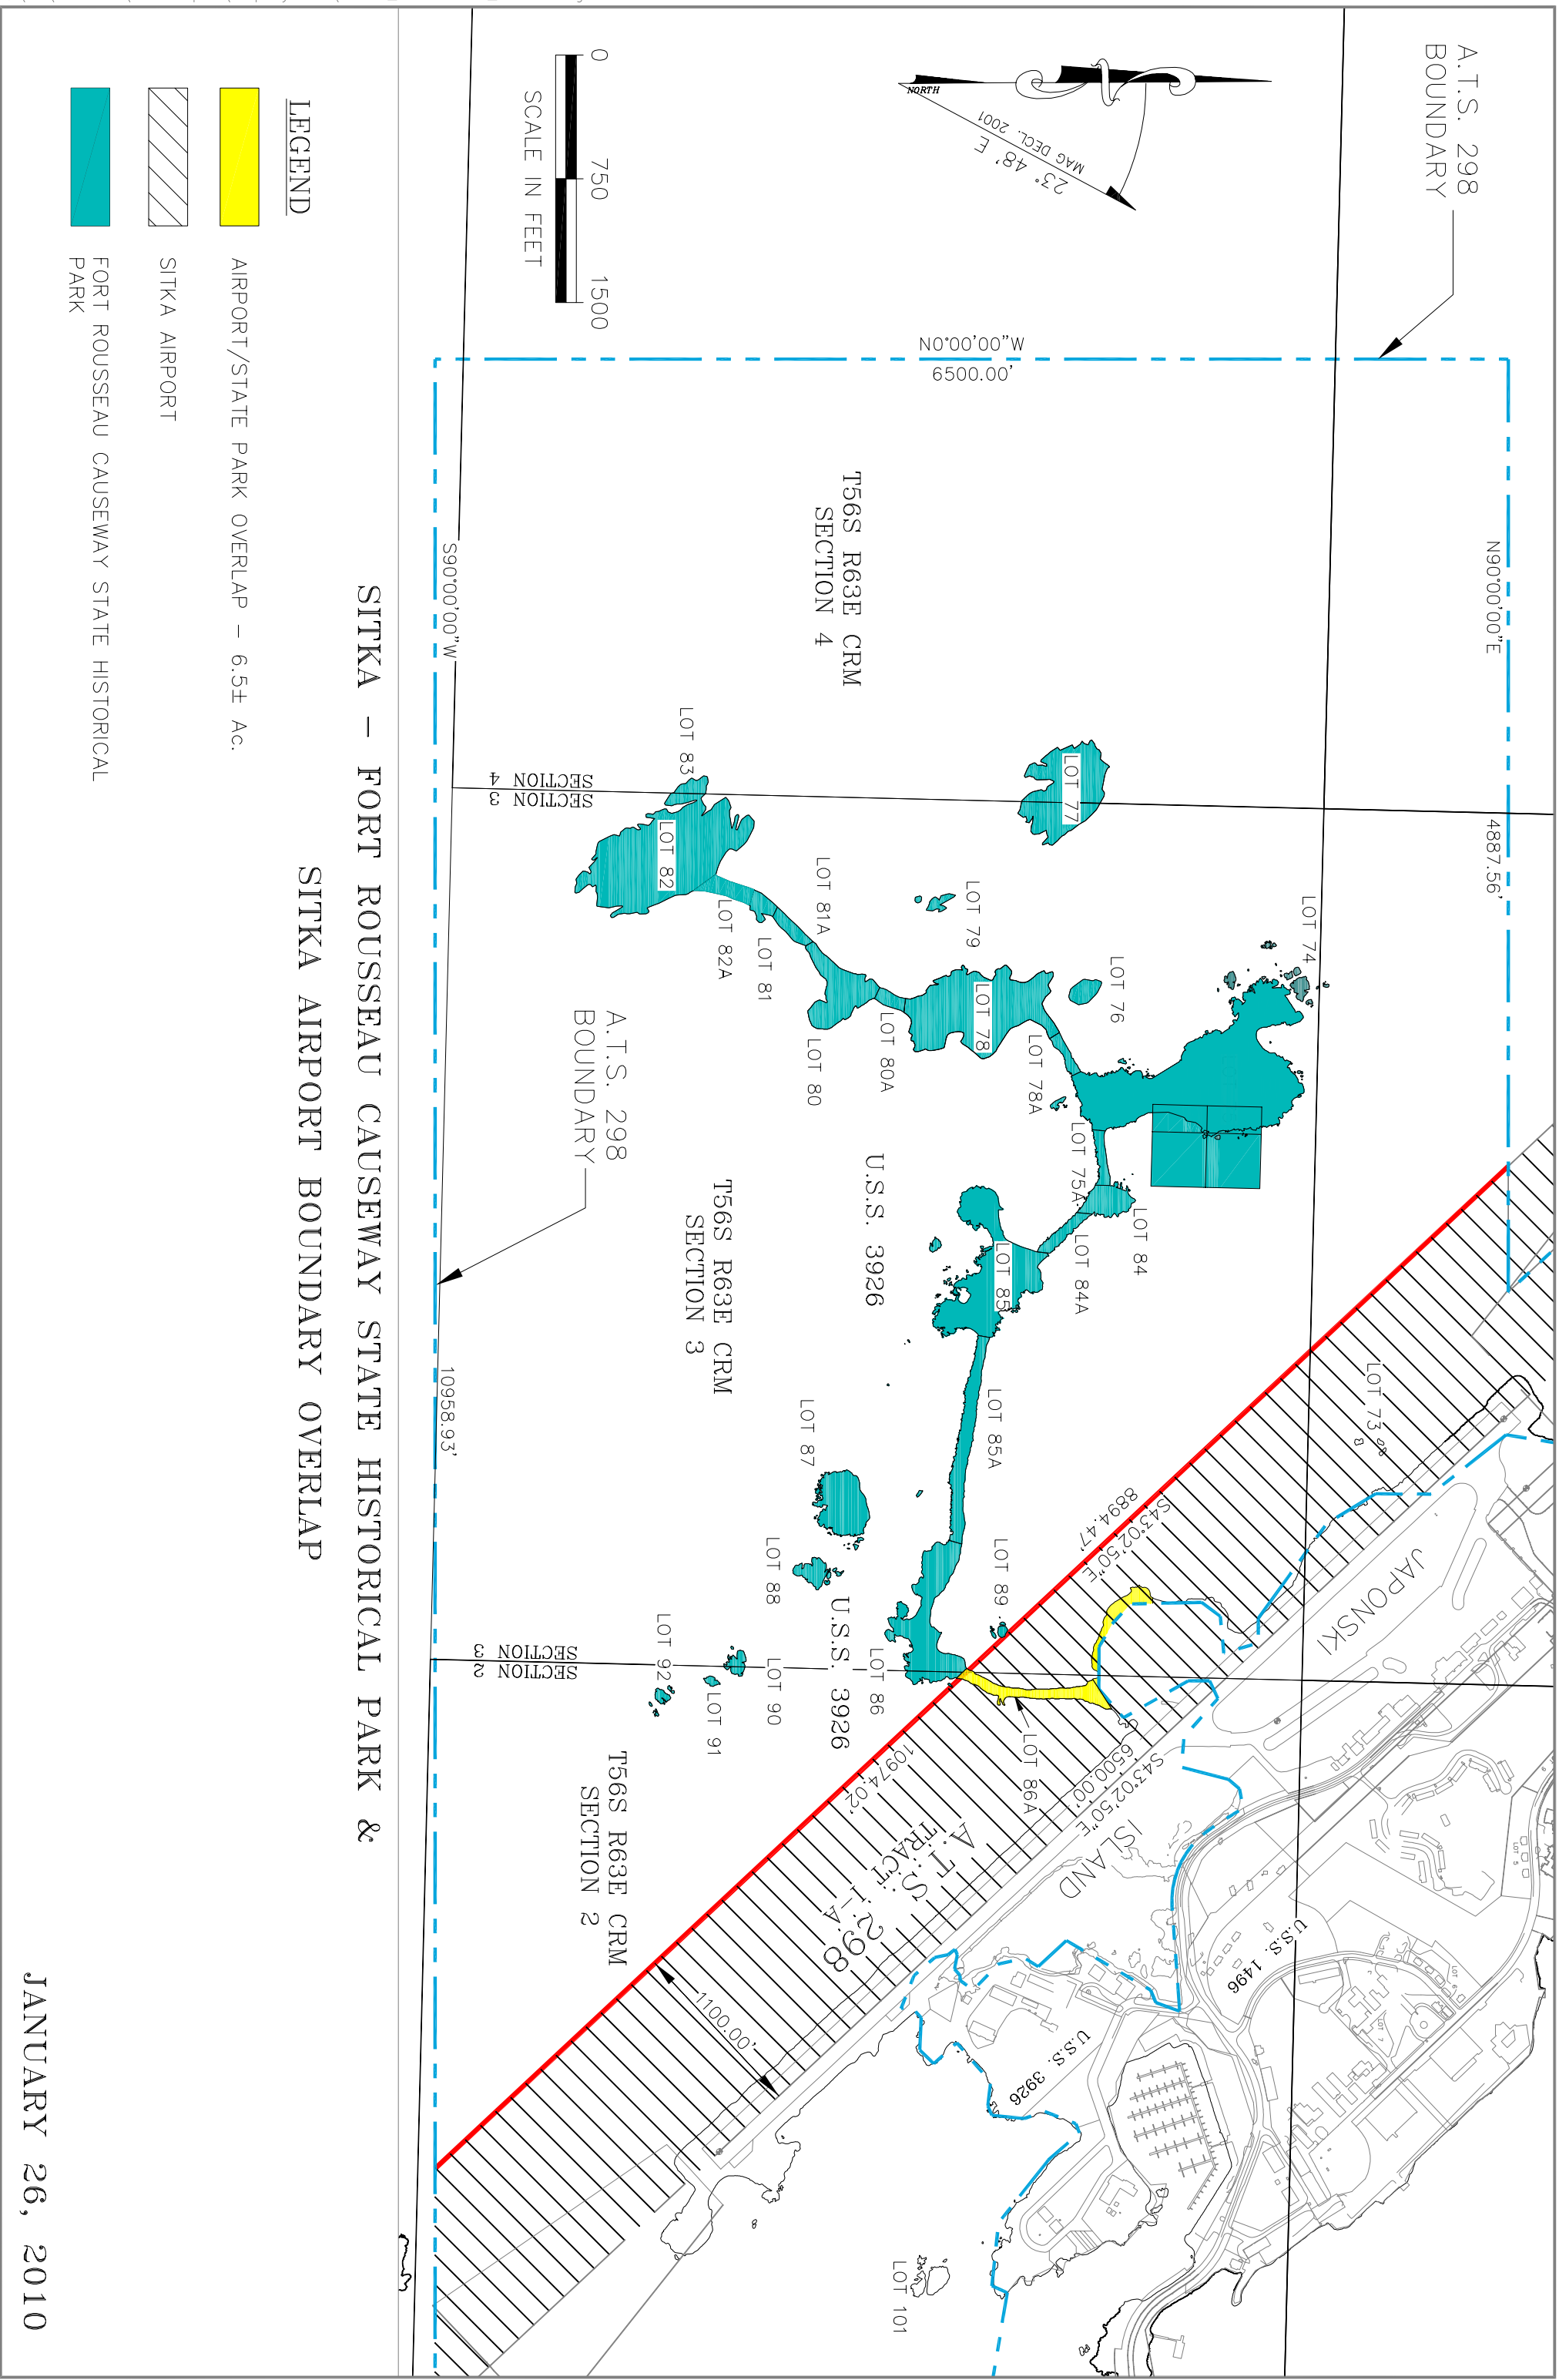 A.T.S. 298
BOUNDARY
N90°00'00"E
4887.56'
N0°00'00"W
6500.00'
NORTH
MAG DECL. 2001
23° 48' E
0
750
1500
SCALE IN FEET
T56S R63E CRM
SECTION 4
LOT 77
LOT 74
LOT 79
LOT 76
LOT 78
LOT 78A
LOT 83
LOT 82
LOT 82A
LOT 81
LOT 81A
LOT 80
LOT 80A
LOT 75A
LOT 84
LOT 84A
LOT 85
LOT 85A
SECTION 4
SECTION 3
U.S.S. 3926
T56S R63E CRM
SECTION 3
LOT 73
JAPONSKI
ISLAND
S43°02'50"E
8894.47'
S43°02'50"E
6500.00'
10974.02'
LOT 89
LOT 86A
LOT 86
LOT 87
LOT 88
U.S.S. 3926
LOT 90
LOT 91
LOT 92
SECTION 3
SECTION 2
A.T.S. 298
TRACT 1-A
T56S R63E CRM
SECTION 2
1100.00'
U.S.S. 1496
U.S.S. 3926
LOT 101
A.T.S. 298
BOUNDARY
S90°00'00"W
10958.93'
SITKA - FORT ROUSSEAU CAUSEWAY STATE HISTORICAL PARK &
SITKA AIRPORT BOUNDARY OVERLAP
LEGEND
AIRPORT/STATE PARK OVERLAP - 6.5± Ac.
SITKA AIRPORT
FORT ROUSSEAU CAUSEWAY STATE HISTORICAL
PARK
JANUARY 26, 2010